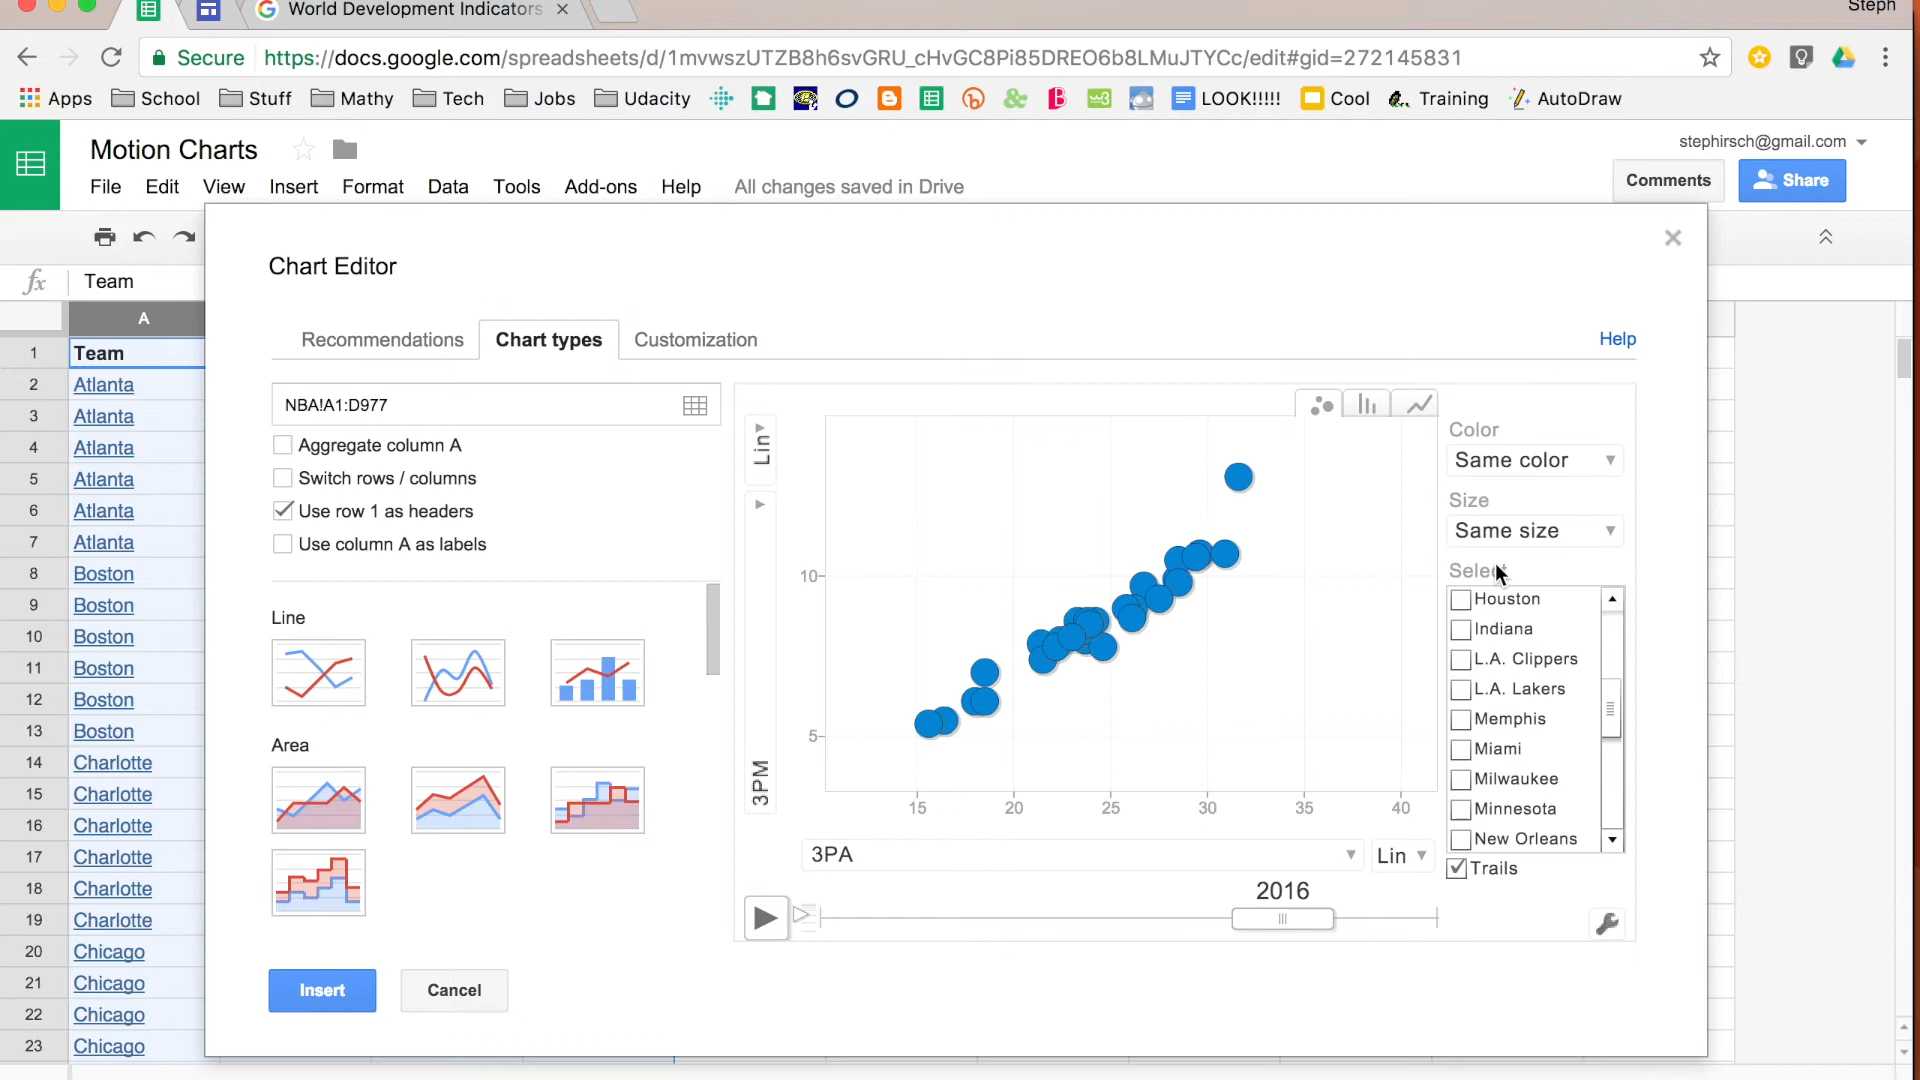 World Development Indicators
Steph
Secure https://docs.google.com/spreadsheets/d/1mvwszUTZB8h6svGRU_cHvGC8Pi85DREO6b8LMuJTYCc/edit#gid=272145831
Apps School Stuff Mathy Tech Jobs Udacity LOOK!!!!! Cool Training AutoDraw
Motion Charts
stephirsch@gmail.com
File Edit View Insert Format Data Tools Add-ons Help All changes saved in Drive
Comments Share
fx Team
A
1 Team
2 Atlanta
3 Atlanta
4 Atlanta
5 Atlanta
6 Atlanta
7 Atlanta
8 Boston
9 Boston
10 Boston
11 Boston
12 Boston
13 Boston
14 Charlotte
15 Charlotte
16 Charlotte
17 Charlotte
18 Charlotte
19 Charlotte
20 Chicago
21 Chicago
22 Chicago
23 Chicago
Chart Editor
Recommendations Chart types Customization Help
NBA!A1:D977
Aggregate column A
Switch rows / columns
Use row 1 as headers
Use column A as labels
Line
Area
Insert Cancel
Lin
3PM
10
5
15 20 25 30 35 40
3PA Lin
2016
Color
Same color
Size
Same size
Select
Houston
Indiana
L.A. Clippers
L.A. Lakers
Memphis
Miami
Milwaukee
Minnesota
New Orleans
Trails